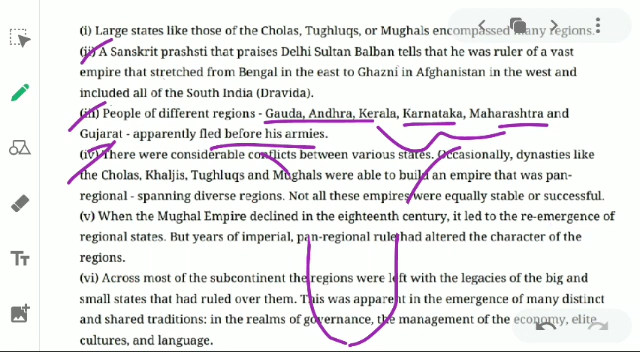 (i) Large states like those of the Cholas, Tughluqs, or Mughals encompassed many regions.
(ii) A Sanskrit prashsti that praises Delhi Sultan Balban tells that he was ruler of a vast
empire that stretched from Bengal in the east to Ghazni in Afghanistan in the west and
included all of the South India (Dravida).
(iii) People of different regions - Gauda, Andhra, Kerala, Karnataka, Maharashtra and
Gujarat - apparently fled before his armies.
(iv) There were considerable conflicts between various states. Occasionally, dynasties like
the Cholas, Khaljis, Tughluqs and Mughals were able to build an empire that was pan-
regional - spanning diverse regions. Not all these empires were equally stable or successful.
(v) When the Mughal Empire declined in the eighteenth century, it led to the re-emergence of
regional states. But years of imperial, pan-regional rule had altered the character of the
regions.
(vi) Across most of the subcontinent the regions were left with the legacies of the big and
small states that had ruled over them. This was apparent in the emergence of many distinct
and shared traditions: in the realms of governance, the management of the economy, elite
cultures, and language.
TT